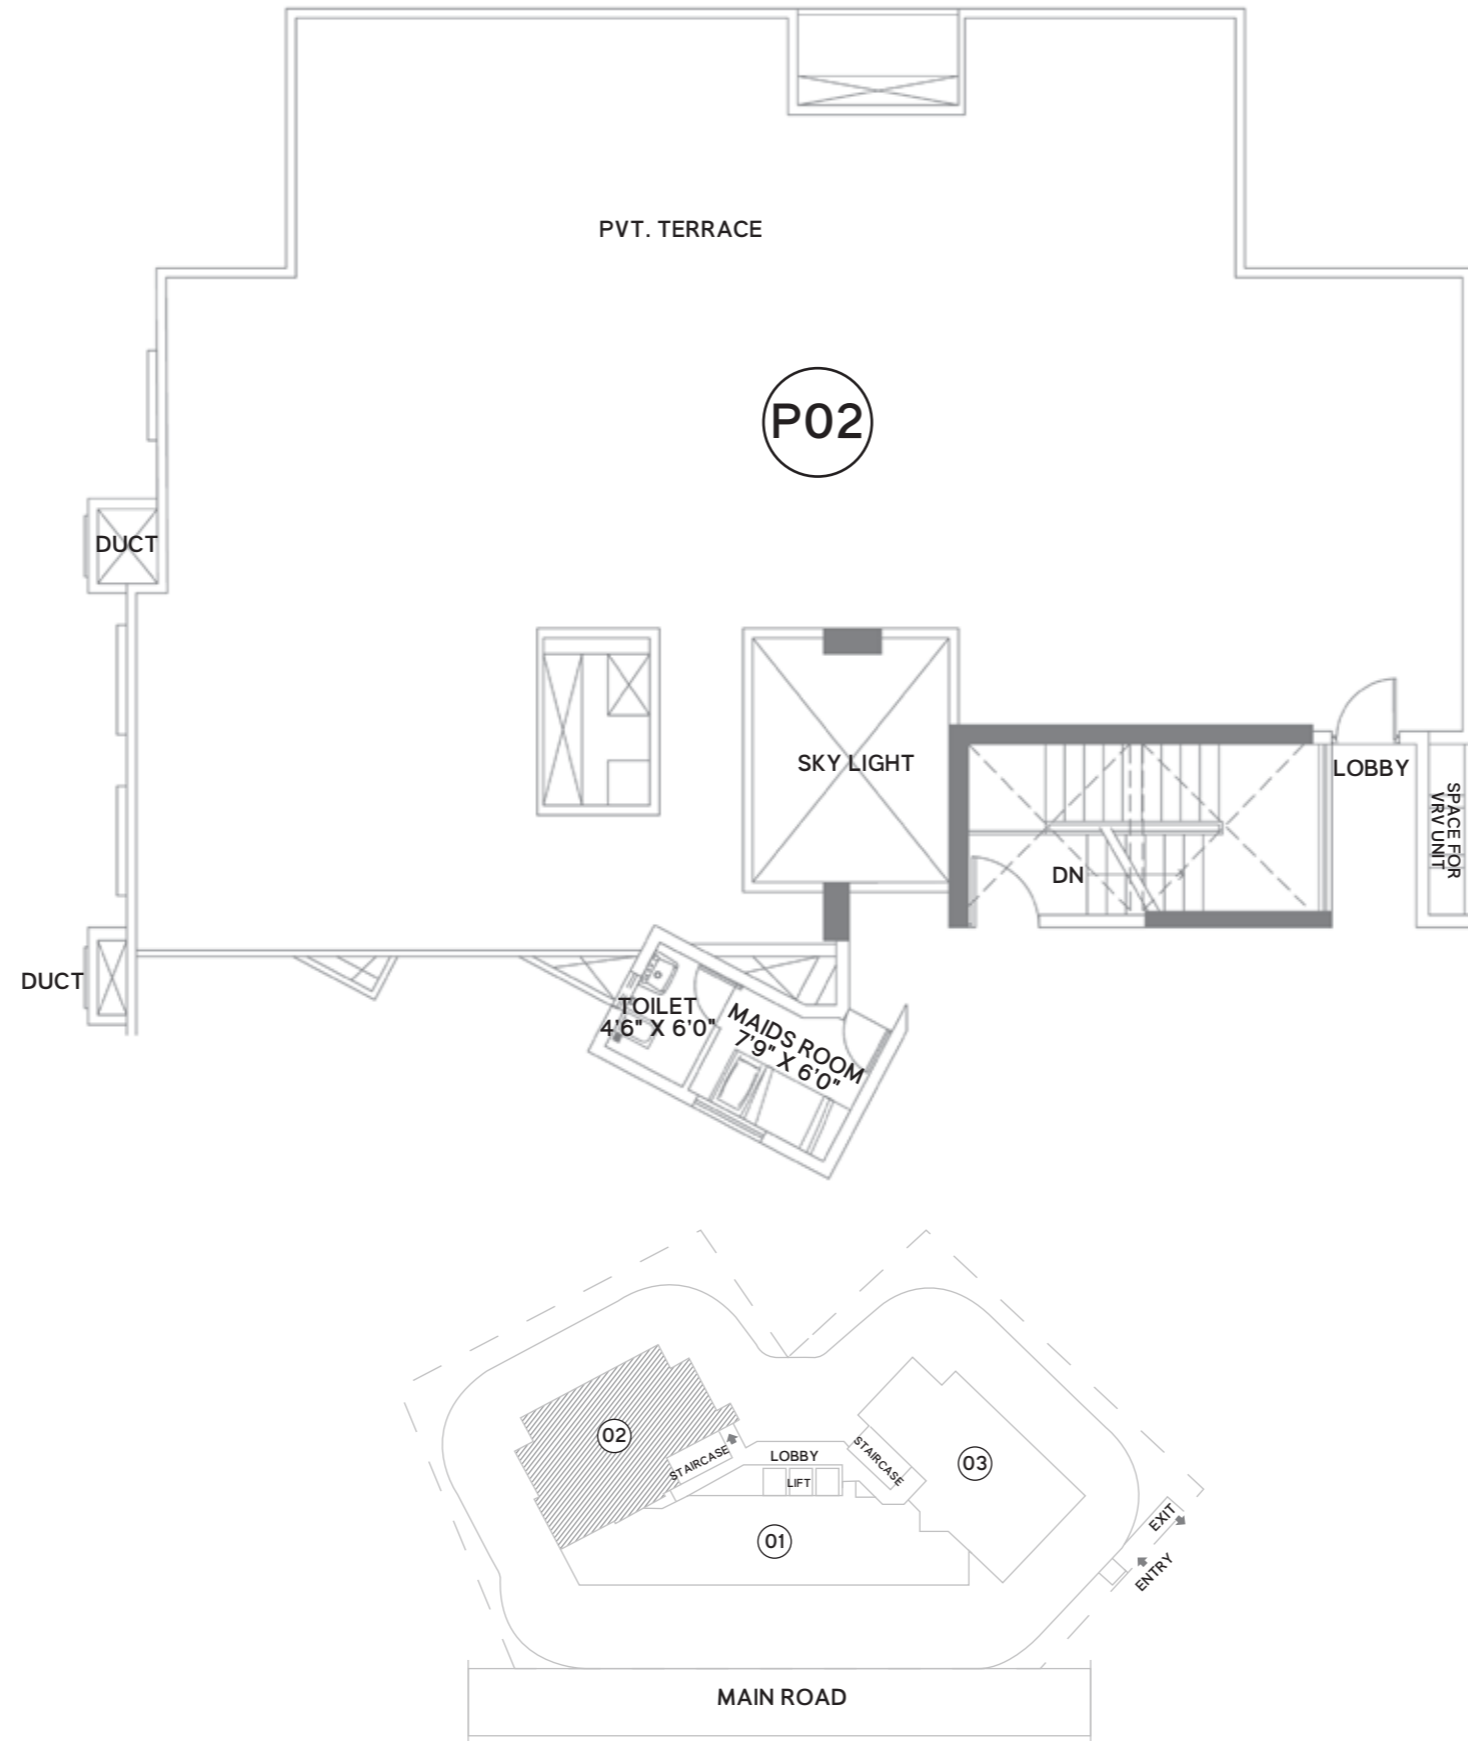 PVT. TERRACE
P02
DUCT
SKY LIGHT
LOBBY
SPACE FOR
VRV UNIT
DN
DUCT
TOILET
4'6" X 6'0"
MAIDS ROOM
7'9" X 6'0"
02
STAIRCASE
LOBBY
LIFT
STAIRCASE
03
01
EXIT
ENTRY
MAIN ROAD